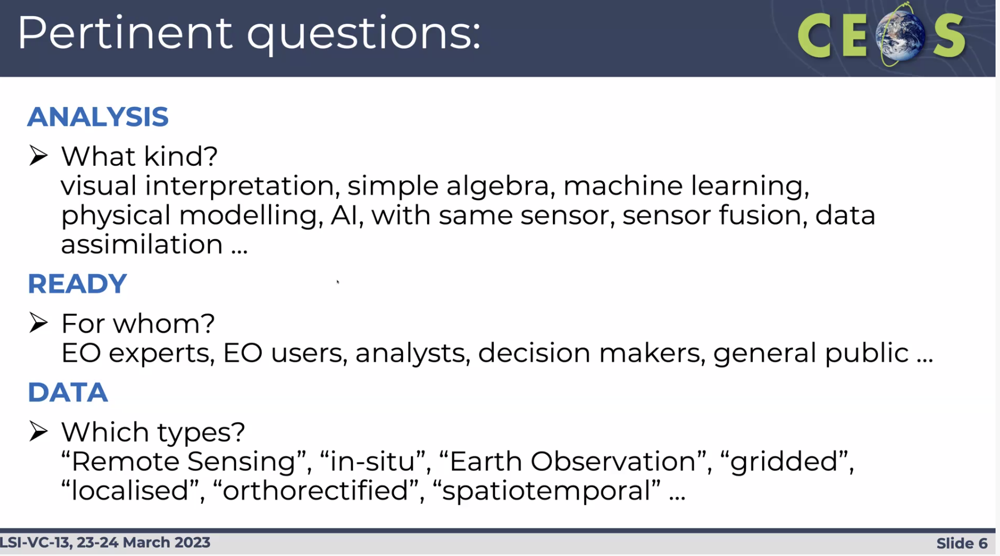 Pertinent questions:
CEOS
ANALYSIS
➢ What kind?
visual interpretation, simple algebra, machine learning,
physical modelling, AI, with same sensor, sensor fusion, data
assimilation ...
READY
➢ For whom?
EO experts, EO users, analysts, decision makers, general public ...
DATA
➢ Which types?
“Remote Sensing”, “in-situ”, “Earth Observation”, “gridded”,
“localised”, “orthorectified”, “spatiotemporal” ...
LSI-VC-13, 23-24 March 2023
Slide 6